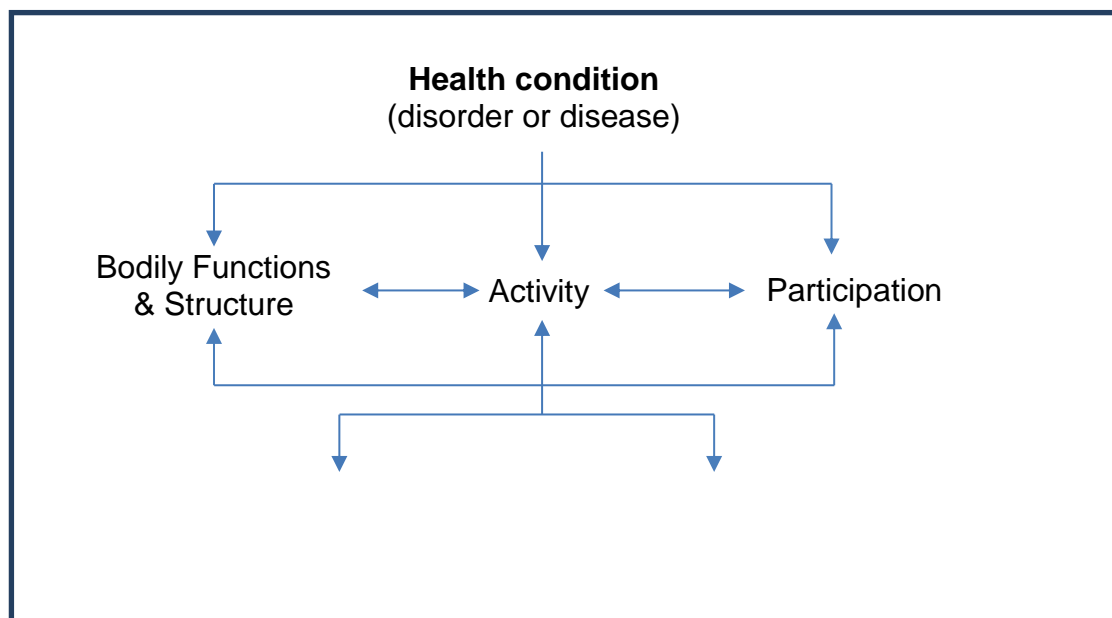 Health condition
(disorder or disease)
Bodily Functions
& Structure
Activity
Participation